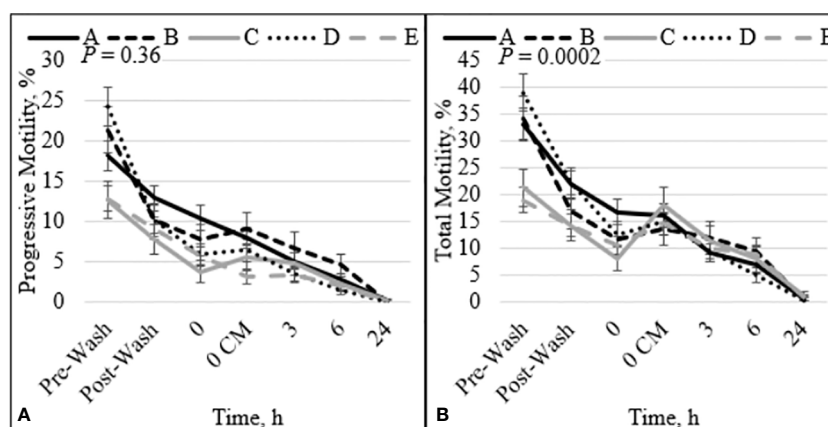 A B C D E
P = 0.36
Progressive Motility, %
30
25
20
15
10
5
0
Pre-Wash
Post-Wash
0
0 CM
3
6
24
Time, h
A
A B C D E
P = 0.0002
Total Motility, %
45
40
35
30
25
20
15
10
5
0
Pre-Wash
Post-Wash
0
0 CM
3
6
24
Time, h
B